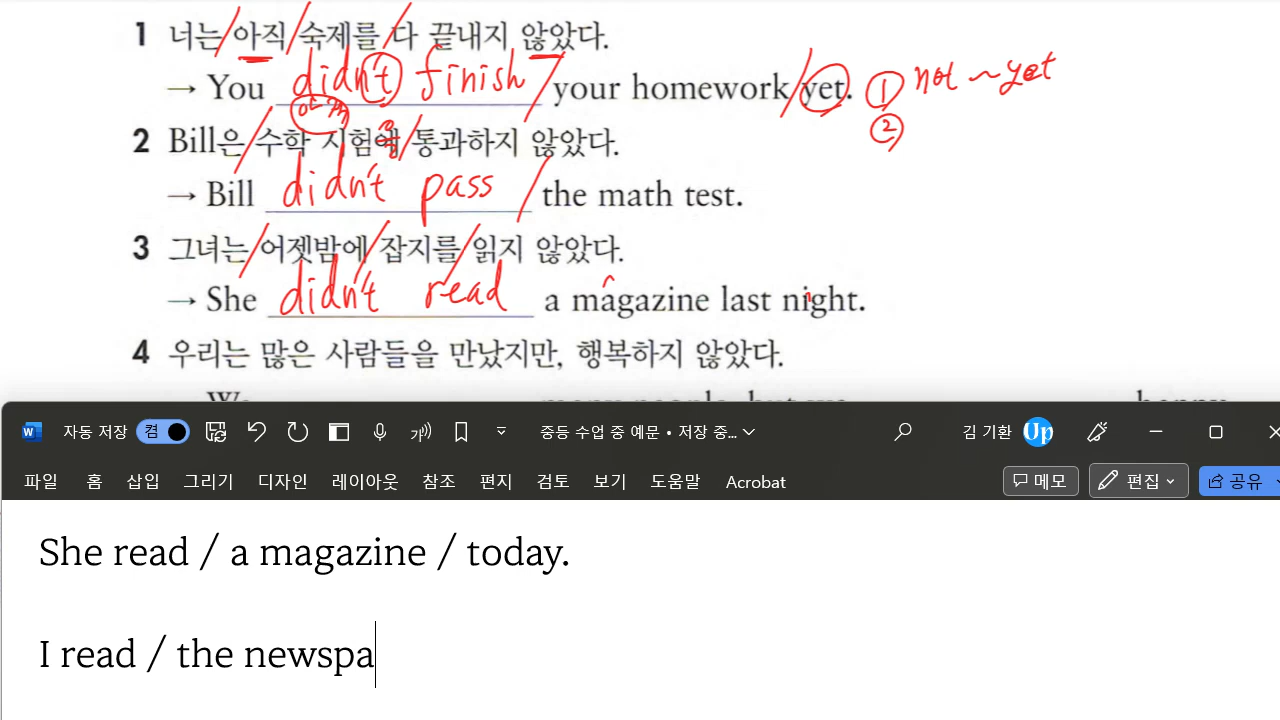 1 너는/아직/숙제를/다 끝내지 않았다.
→ You didn't finish / your homework / yet. ① not ~ yet
②
2 Bill은/수학 시험에/통과하지 않았다.
→ Bill didn't pass / the math test.
3 그녀는/어젯밤에/잡지를/읽지 않았다.
→ She didn't read a magazine last night.
4 우리는 많은 사람들을 만났지만, 행복하지 않았다.
자동 저장 켬 중등 수업 중 예문 • 저장 중... 김 기환 Up
파일 홈 삽입 그리기 디자인 레이아웃 참조 편지 검토 보기 도움말 Acrobat 메모 편집 공유
She read / a magazine / today.
I read / the newspa